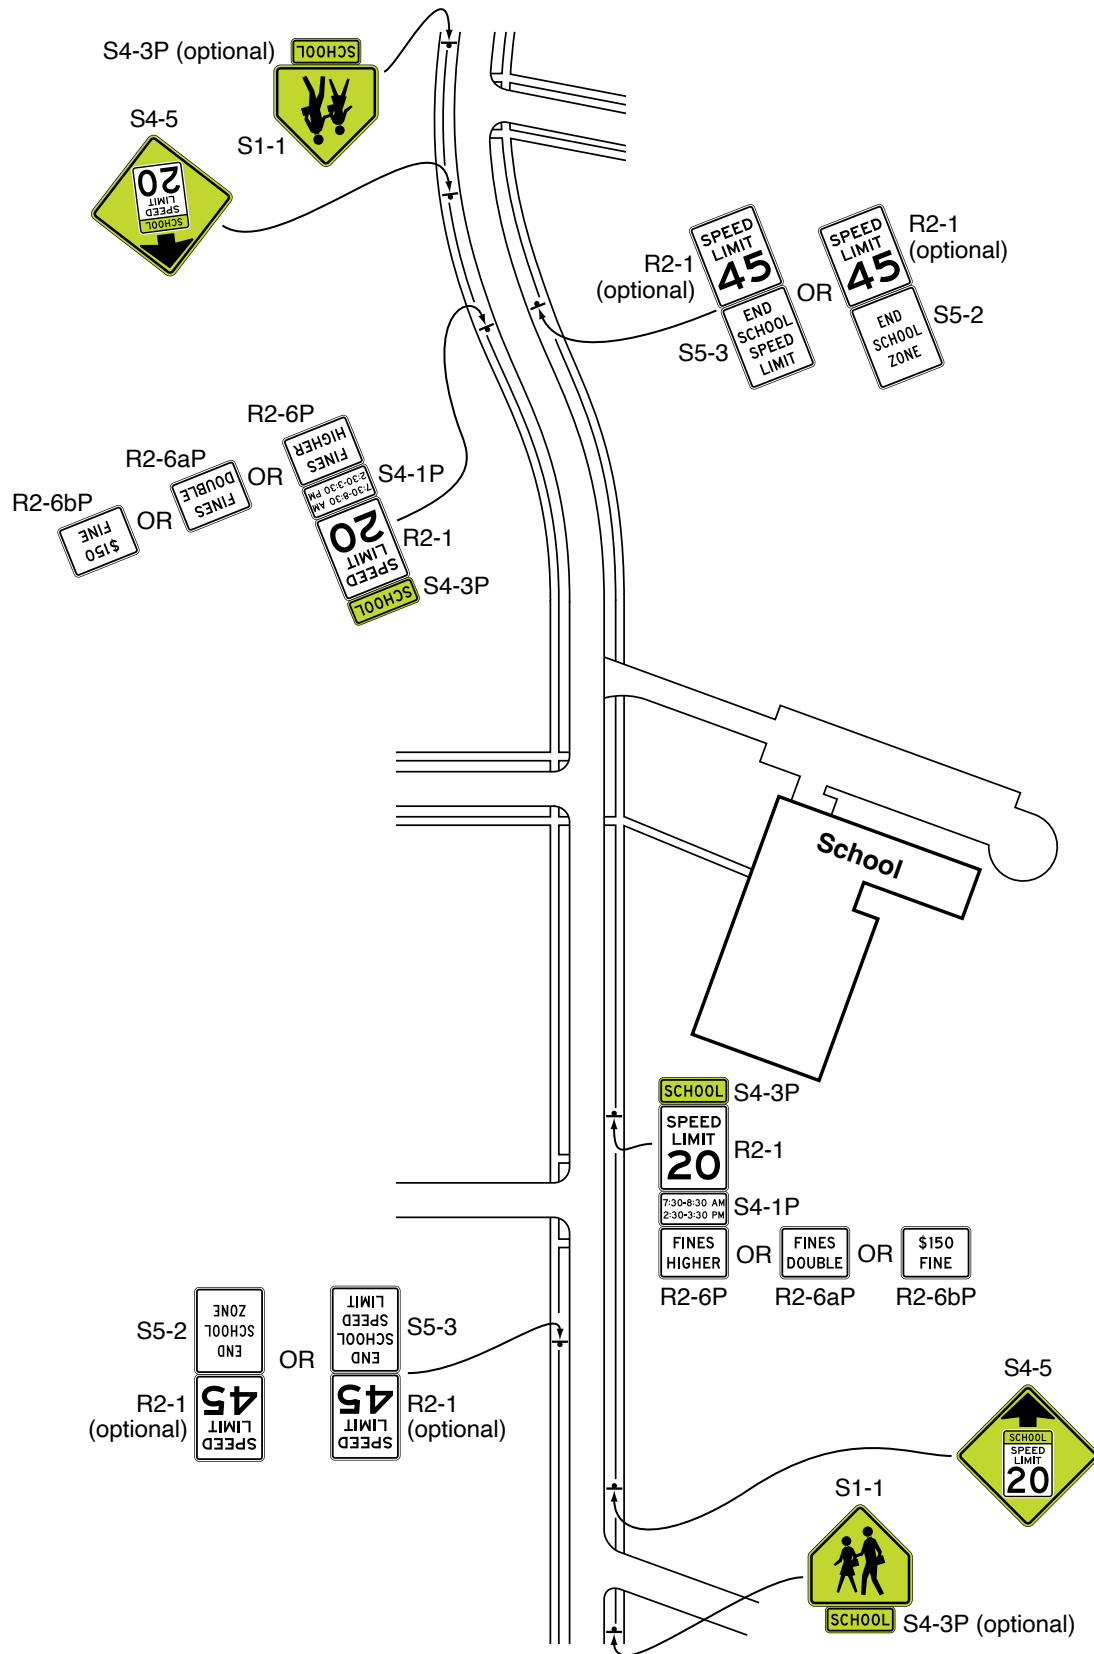 S4-3P (optional)
SCHOOL
S1-1
S4-5
SCHOOL
SPEED
LIMIT
20
R2-1
(optional)
SPEED
LIMIT
45
OR
SPEED
LIMIT
45
R2-1
(optional)
S5-3
END
SCHOOL
SPEED
LIMIT
END
SCHOOL
ZONE
S5-2
R2-6bP
$150
FINE
OR
R2-6aP
FINES
DOUBLE
OR
R2-6P
FINES
HIGHER
S4-1P
7:30-8:30 AM
2:30-3:30 PM
R2-1
SPEED
LIMIT
20
S4-3P
SCHOOL
School
SCHOOL
S4-3P
SPEED
LIMIT
20
R2-1
7:30-8:30 AM
2:30-3:30 PM
S4-1P
FINES
HIGHER
OR
FINES
DOUBLE
OR
$150
FINE
R2-6P
R2-6aP
R2-6bP
S5-2
END
SCHOOL
ZONE
OR
END
SCHOOL
SPEED
LIMIT
S5-3
R2-1
(optional)
SPEED
LIMIT
45
SPEED
LIMIT
45
R2-1
(optional)
S4-5
SCHOOL
SPEED
LIMIT
20
S1-1
SCHOOL
S4-3P (optional)